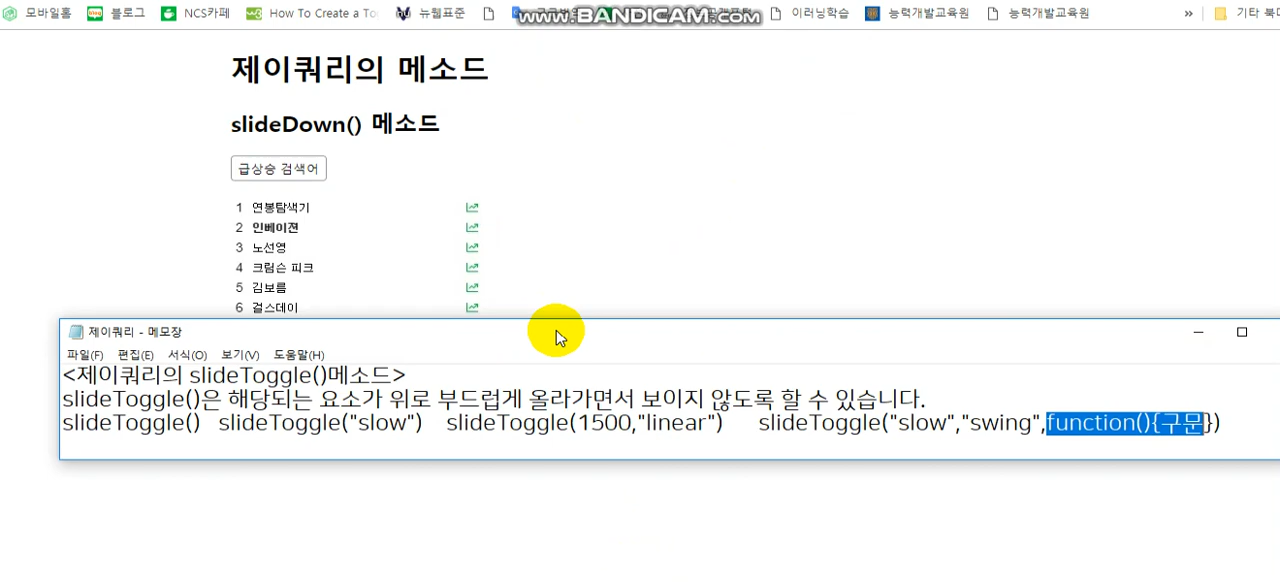 모바일홈 블로그 NCS카페 How To Create a To 뉴웹표준 www.BANDICAM.com 이러닝학습 능력개발교육원 능력개발교육원 » 기타 북마
제이쿼리의 메소드
slideDown() 메소드
급상승 검색어
1 연봉탐색기
2 인베이젼
3 노선영
4 크림슨 피크
5 김보름
6 걸스데이
제이쿼리 - 메모장
파일(F) 편집(E) 서식(O) 보기(V) 도움말(H)
<제이쿼리의 slideToggle()메소드>
slideToggle()은 해당되는 요소가 위로 부드럽게 올라가면서 보이지 않도록 할 수 있습니다.
slideToggle() slideToggle("slow") slideToggle(1500,"linear") slideToggle("slow","swing",function(){구문})